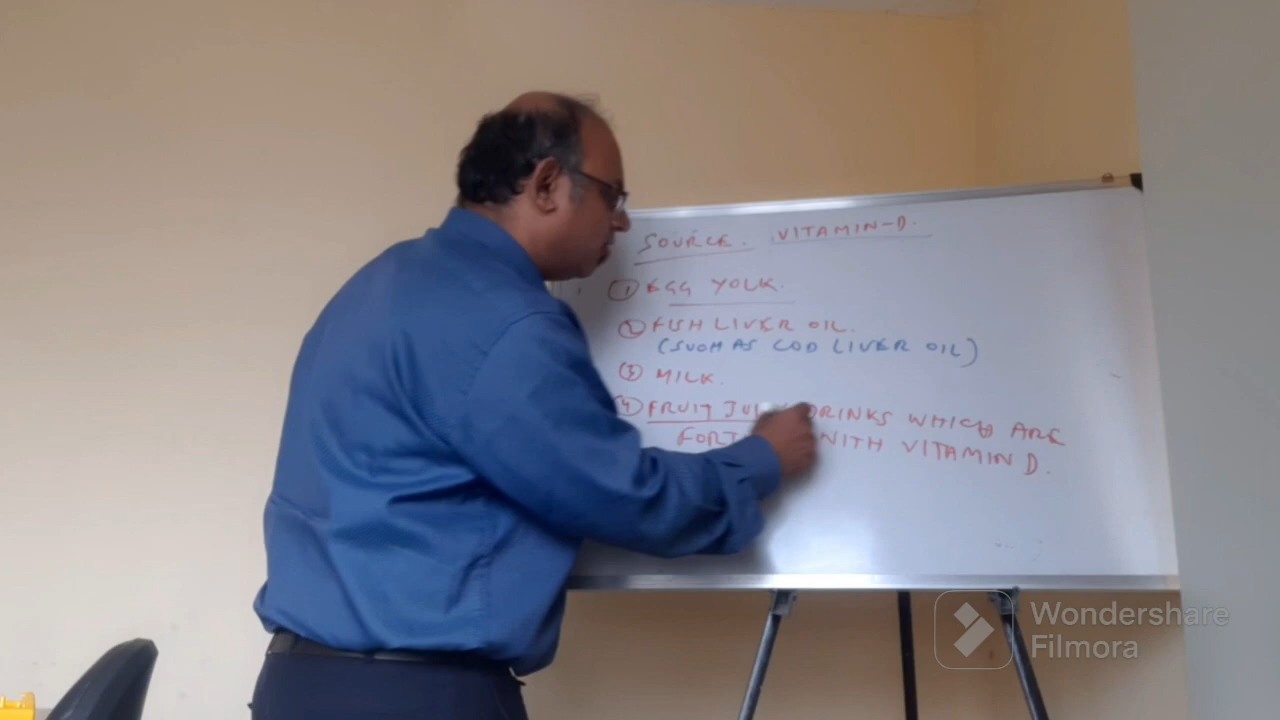 SOURCE. VITAMIN-D.
① EGG YOLK.
② FISH LIVER OIL.
(SUCH AS COD LIVER OIL)
③ MILK.
④ FRUIT DRINKS WHICH ARE
WITH VITAMIN D.
Wondershare
Filmora